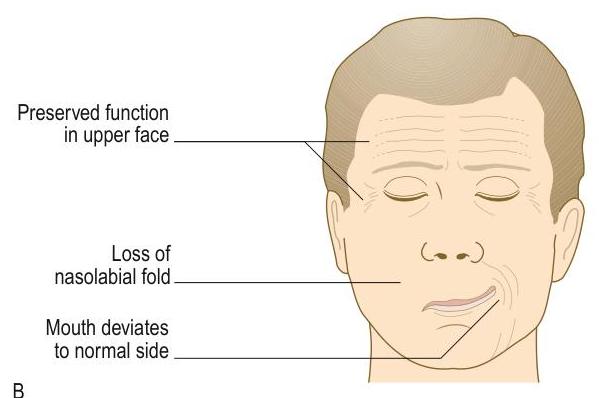 Preserved function
in upper face
Loss of
nasolabial fold
Mouth deviates
to normal side
B